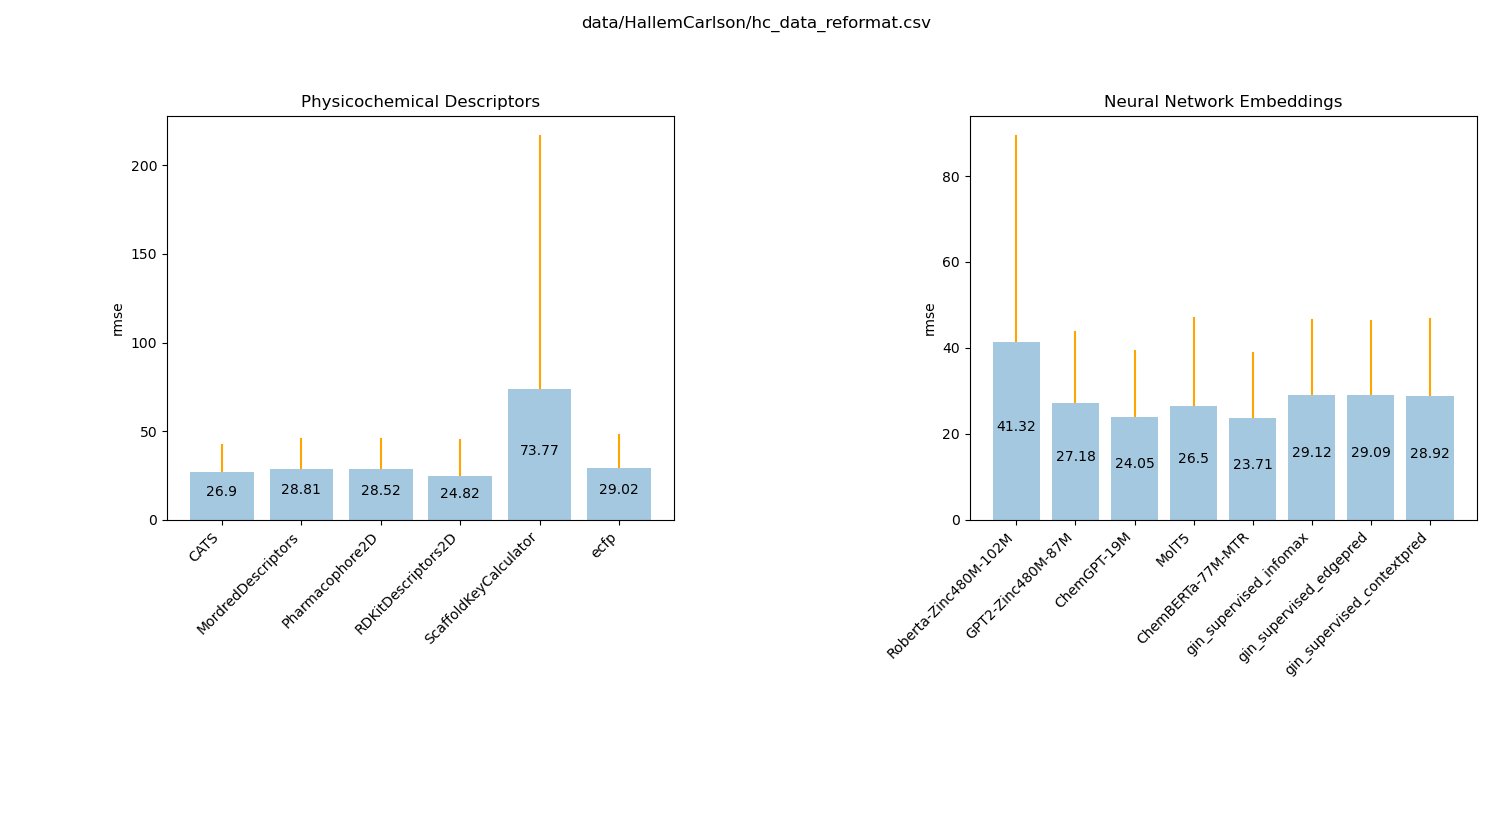 data/HallemCarlson/hc_data_reformat.csv
Physicochemical Descriptors
rmse
200
150
100
50
0
26.9
28.81
28.52
24.82
73.77
29.02
CATS
MordredDescriptors
Pharmacophore2D
RDKitDescriptors2D
ScaffoldKeyCalculator
ecfp
Neural Network Embeddings
rmse
80
60
40
20
0
41.32
27.18
24.05
26.5
23.71
29.12
29.09
28.92
Roberta-Zinc480M-102M
GPT2-Zinc480M-87M
ChemGPT-19M
MolT5
ChemBERTa-77M-MTR
gin_supervised_infomax
gin_supervised_edgepred
gin_supervised_contextpred